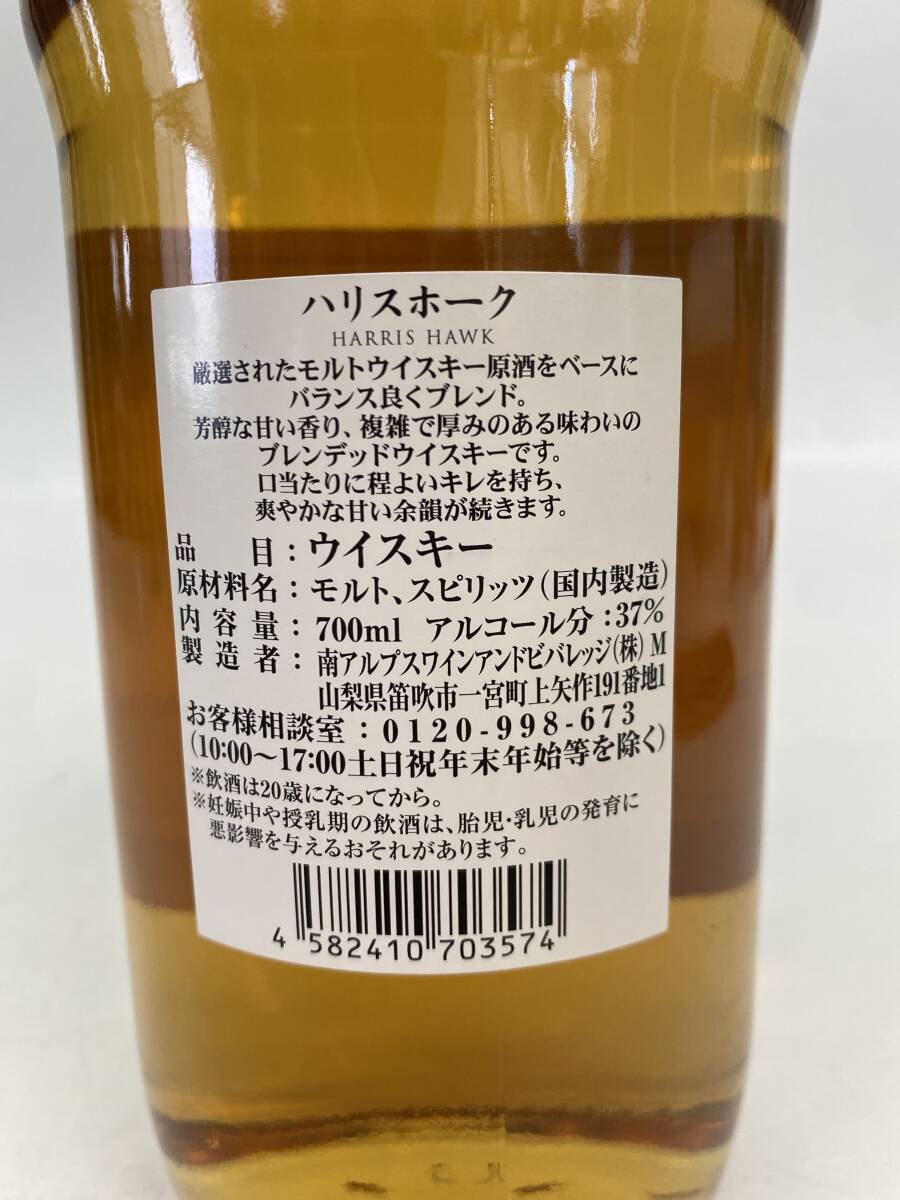 ハリスホーク
HARRIS HAWK
厳選されたモルトウイスキー原酒をベースに
バランス良くブレンド。
芳醇な甘い香り、複雑で厚みのある味わいの
ブレンデッドウイスキーです。
口当たりに程よいキレを持ち、
爽やかな甘い余韻が続きます。
品目：ウイスキー
原材料名：モルト、スピリッツ（国内製造）
内容量：700ml アルコール分：37%
製造者：南アルプスワインアンドビバレッジ(株) M
山梨県笛吹市一宮町上矢作191番地1
お客様相談室：0120-998-673
(10:00～17:00土日祝年末年始等を除く)
※飲酒は20歳になってから。
※妊娠中や授乳期の飲酒は、胎児・乳児の発育に
悪影響を与えるおそれがあります。
4 582410 703574